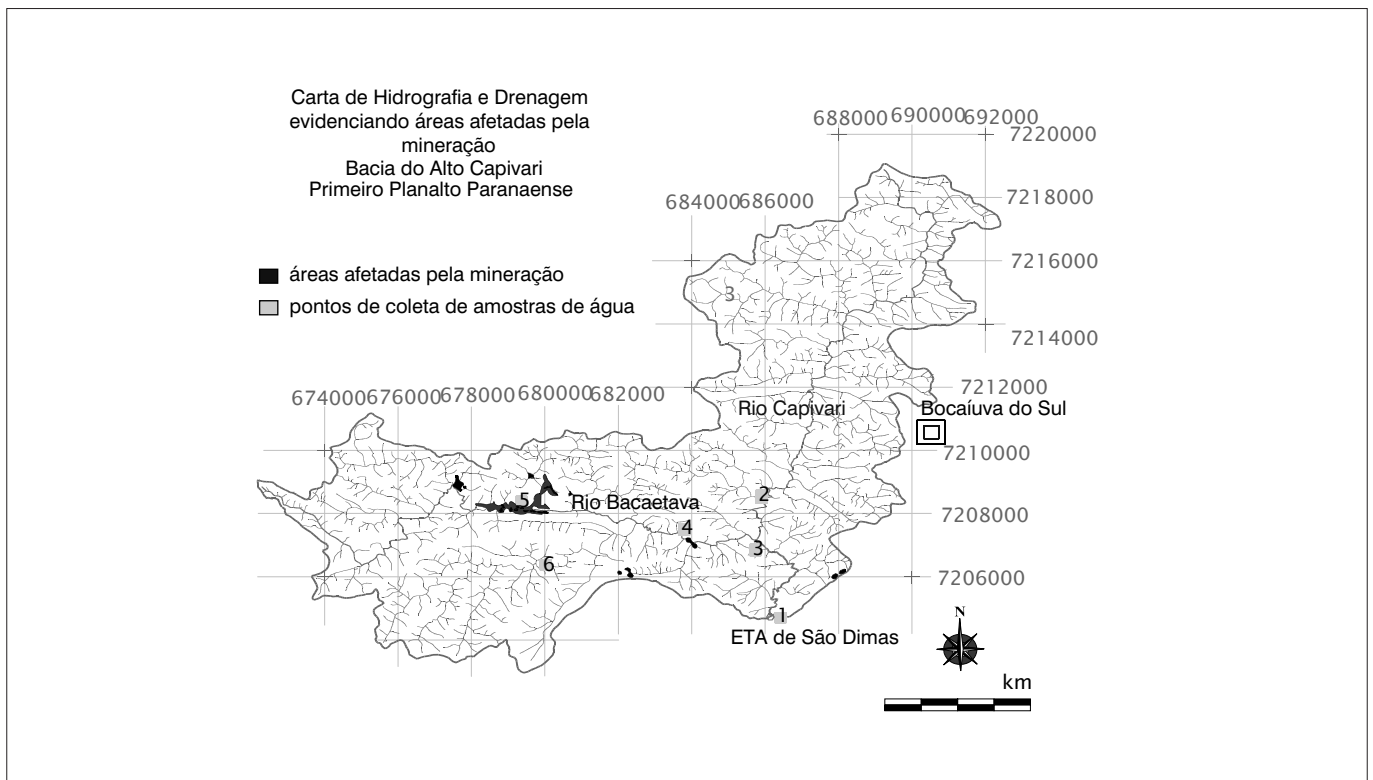 Carta de Hidrografia e Drenagem
evidenciando áreas afetadas pela
mineração
Bacia do Alto Capivari
Primeiro Planalto Paranaense
áreas afetadas pela mineração
pontos de coleta de amostras de água
688000 690000 692000
7220000
7218000
684000 686000
7216000
3
7214000
7212000
674000 676000 678000 680000 682000
Rio Capivari
Bocaíuva do Sul
7210000
5
Rio Bacaetava
2
7208000
4
3
6
7206000
1
ETA de São Dimas
N
km